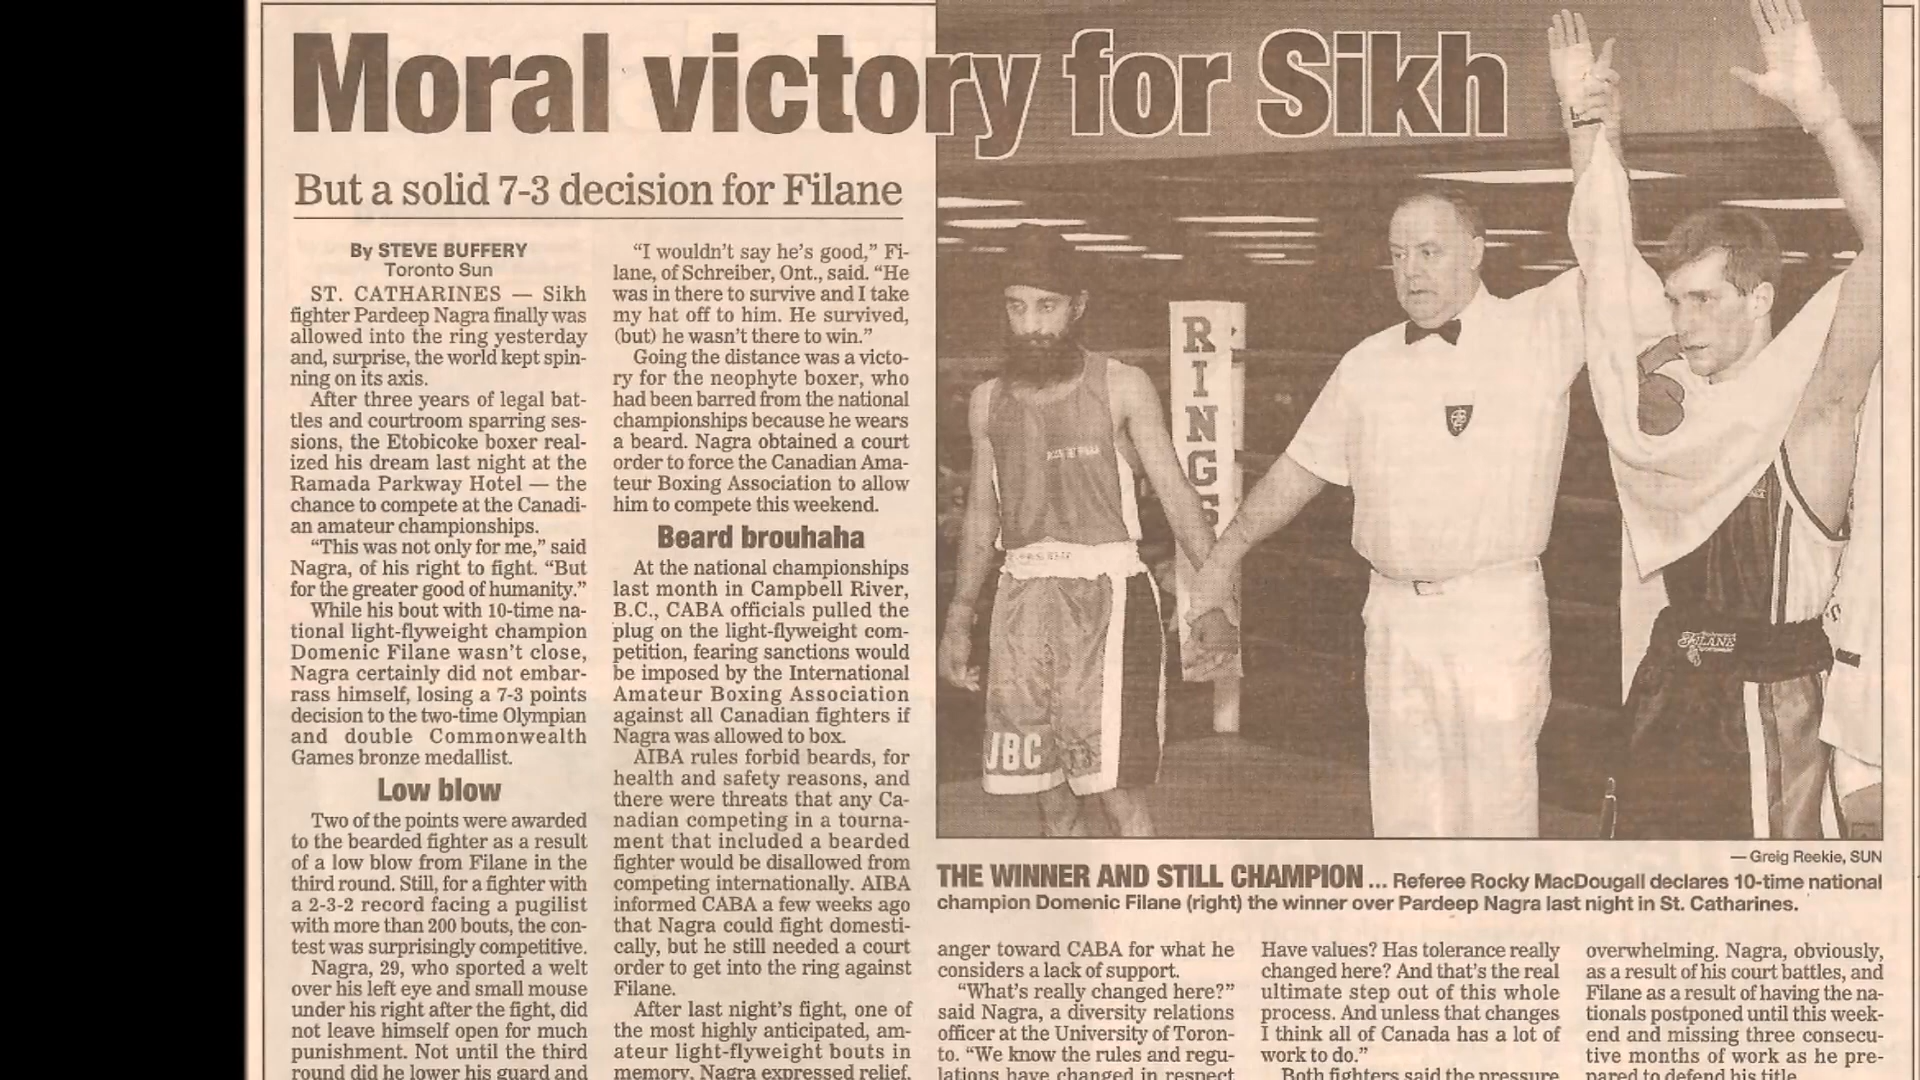 Moral victory for Sikh
But a solid 7-3 decision for Filane
By STEVE BUFFERY
Toronto Sun
ST. CATHARINES — Sikh
fighter Pardeep Nagra finally was
allowed into the ring yesterday
and, surprise, the world kept spin-
ning on its axis.
After three years of legal bat-
tles and courtroom sparring ses-
sions, the Etobicoke boxer real-
ized his dream last night at the
Ramada Parkway Hotel — the
chance to compete at the Canadi-
an amateur championships.
“This was not only for me,” said
Nagra, of his right to fight. “But
for the greater good of humanity.”
While his bout with 10-time na-
tional light-flyweight champion
Domenic Filane wasn’t close,
Nagra certainly did not embar-
rass himself, losing a 7-3 points
decision to the two-time Olympian
and double Commonwealth
Games bronze medallist.
Low blow
Two of the points were awarded
to the bearded fighter as a result
of a low blow from Filane in the
third round. Still, for a fighter with
a 2-3-2 record facing a pugilist
with more than 200 bouts, the con-
test was surprisingly competitive.
Nagra, 29, who sported a welt
over his left eye and small mouse
under his right after the fight, did
not leave himself open for much
punishment. Not until the third
round did he lower his guard and
“I wouldn’t say he’s good,” Fi-
lane, of Schreiber, Ont., said. “He
was in there to survive and I take
my hat off to him. He survived,
(but) he wasn’t there to win.”
Going the distance was a victo-
ry for the neophyte boxer, who
had been barred from the national
championships because he wears
a beard. Nagra obtained a court
order to force the Canadian Ama-
teur Boxing Association to allow
him to compete this weekend.
Beard brouhaha
At the national championships
last month in Campbell River,
B.C., CABA officials pulled the
plug on the light-flyweight com-
petition, fearing sanctions would
be imposed by the International
Amateur Boxing Association
against all Canadian fighters if
Nagra was allowed to box.
AIBA rules forbid beards, for
health and safety reasons, and
there were threats that any Ca-
nadian competing in a tourna-
ment that included a bearded
fighter would be disallowed from
competing internationally. AIBA
informed CABA a few weeks ago
that Nagra could fight domesti-
cally, but he still needed a court
order to get into the ring against
Filane.
After last night’s fight, one of
the most highly anticipated, am-
ateur light-flyweight bouts in
memory, Nagra expressed relief,
RINGS
JBC
FILANE
— Greig Reekie, SUN
THE WINNER AND STILL CHAMPION ... Referee Rocky MacDougall declares 10-time national
champion Domenic Filane (right) the winner over Pardeep Nagra last night in St. Catharines.
anger toward CABA for what he
considers a lack of support.
“What’s really changed here?”
said Nagra, a diversity relations
officer at the University of Toron-
to. “We know the rules and regu-
lations have changed in respect
Have values? Has tolerance really
changed here? And that’s the real
ultimate step out of this whole
process. And unless that changes
I think all of Canada has a lot of
work to do.”
Both fighters said the pressure
overwhelming. Nagra, obviously,
as a result of his court battles, and
Filane as a result of having the na-
tionals postponed until this week-
end and missing three consecu-
tive months of work as he pre-
pared to defend his title.